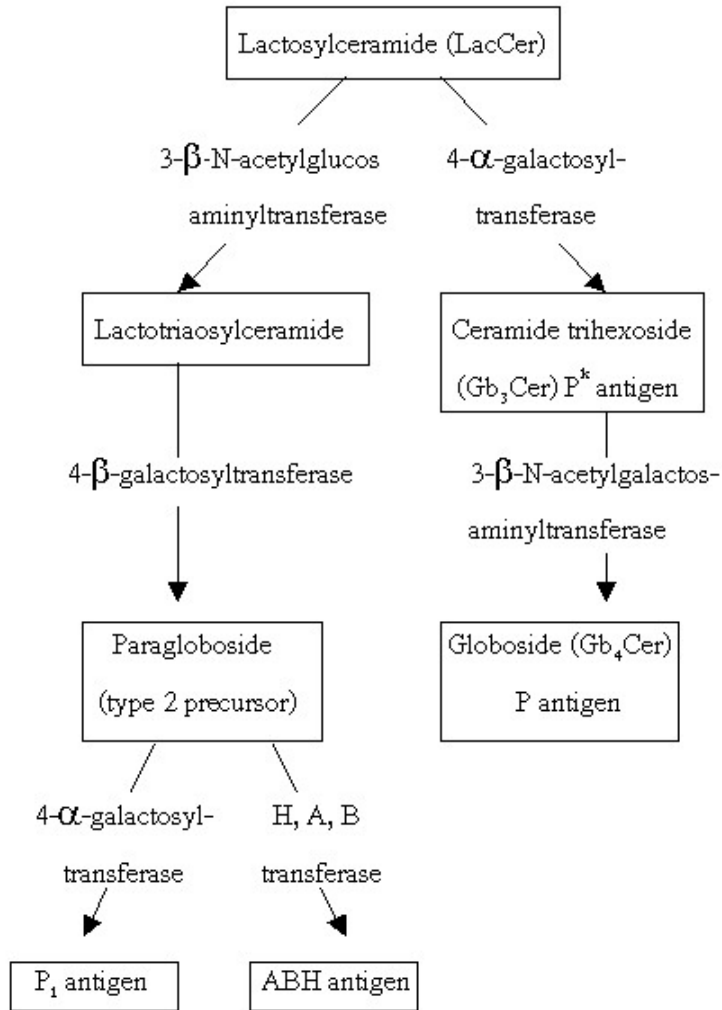 Lactosylceramide (LacCer)
3-β-N-acetylglucos
aminyltransferase
4-α-galactosyl-
transferase
Lactotriaosylceramide
Ceramide trihexoside
(Gb₃Cer) Pᵏ antigen
4-β-galactosyltransferase
3-β-N-acetylgalactos-
aminyltransferase
Paragloboside
(type 2 precursor)
Globoside (Gb₄Cer)
P antigen
4-α-galactosyl-
transferase
H, A, B
transferase
P₁ antigen
ABH antigen